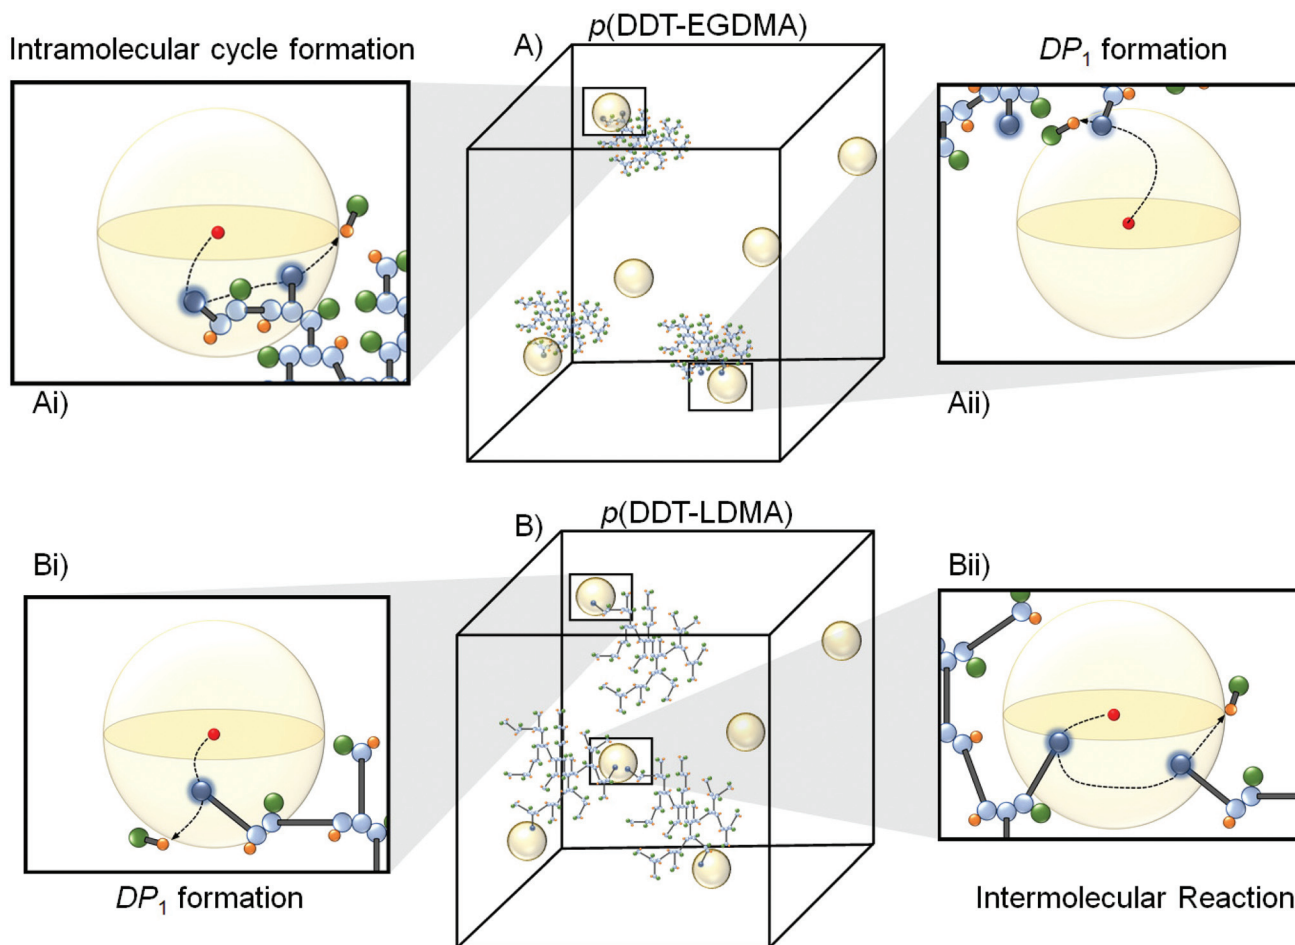 Intramolecular cycle formation
A)
p(DDT-EGDMA)
DP₁ formation
Ai)
Aii)
B)
p(DDT-LDMA)
Bi)
Bii)
DP₁ formation
Intermolecular Reaction